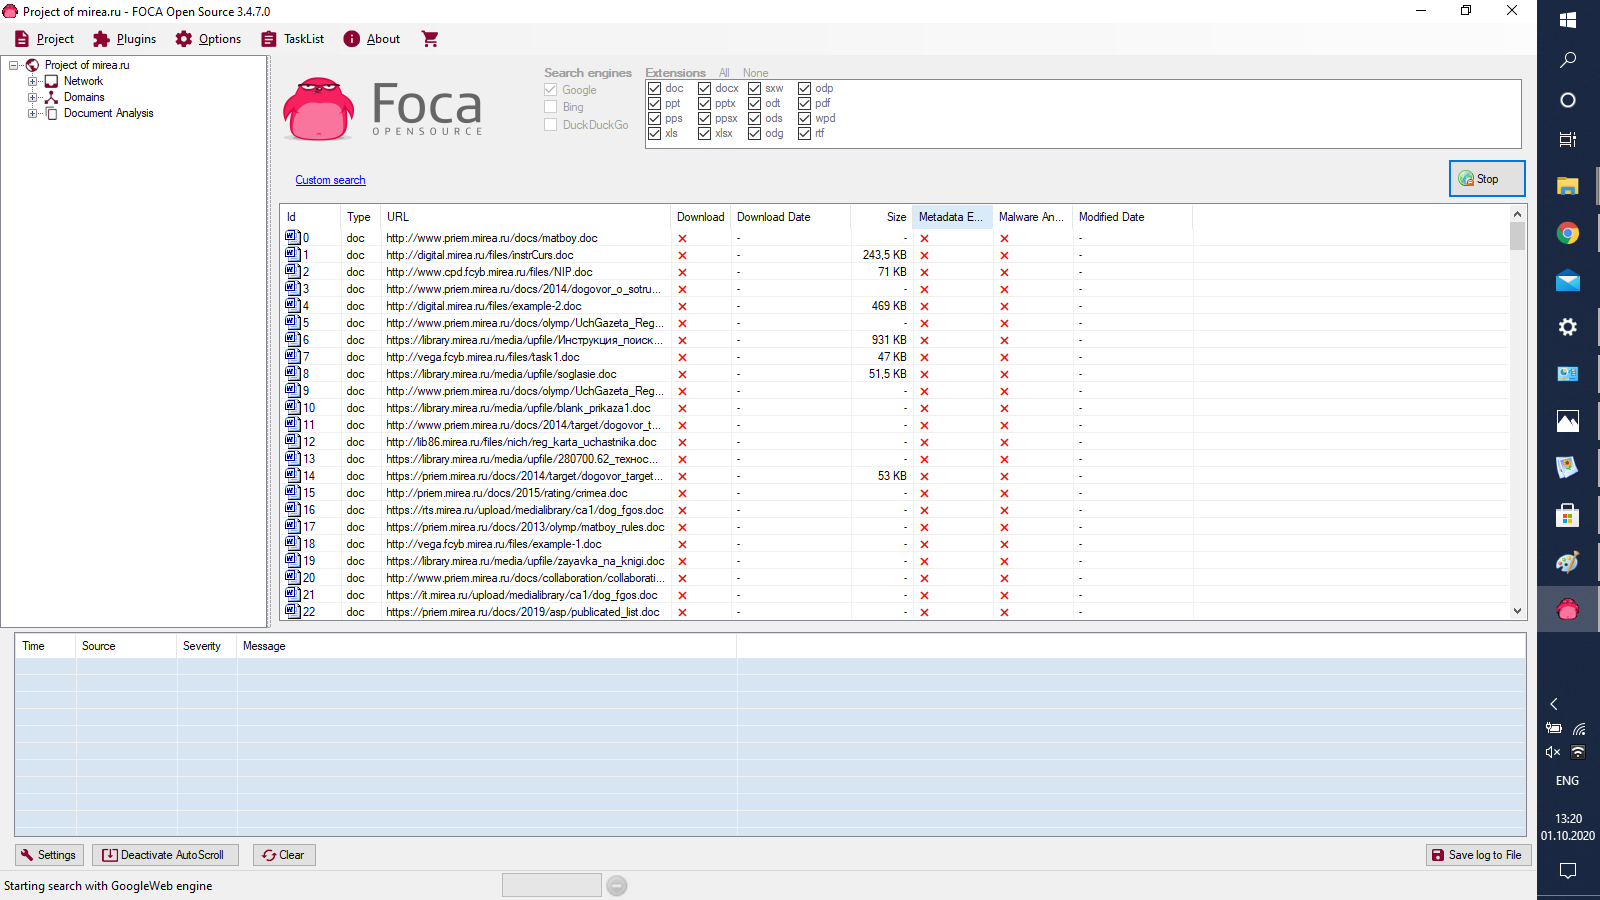 Project of mirea.ru - FOCA Open Source 3.4.7.0
Project Plugins Options TaskList About
Project of mirea.ru
Network
Domains
Document Analysis
Foca
OPENSOURCE
Search engines
Google
Bing
DuckDuckGo
Extensions All None
doc docx sxw odp
ppt pptx odt pdf
pps ppsx ods wpd
xls xlsx odg rtf
Custom search
Stop
Id Type URL Download Download Date Size Metadata E... Malware An... Modified Date
0 doc http://www.priem.mirea.ru/docs/matboy.doc - - -
1 doc http://digital.mirea.ru/files/instrCurs.doc - 243,5 KB -
2 doc http://www.cpd.fcyb.mirea.ru/files/NIP.doc - 71 KB -
3 doc http://www.priem.mirea.ru/docs/2014/dogovor_o_sotru... - - -
4 doc http://digital.mirea.ru/files/example-2.doc - 469 KB -
5 doc http://www.priem.mirea.ru/docs/olymp/UchGazeta_Reg... - - -
6 doc https://library.mirea.ru/media/upfile/Инструкция_поиск... - 931 KB -
7 doc http://vega.fcyb.mirea.ru/files/task1.doc - 47 KB -
8 doc https://library.mirea.ru/media/upfile/soglasie.doc - 51,5 KB -
9 doc http://www.priem.mirea.ru/docs/olymp/UchGazeta_Reg... - - -
10 doc https://library.mirea.ru/media/upfile/blank_prikaza1.doc - - -
11 doc http://www.priem.mirea.ru/docs/2014/target/dogovor_t... - - -
12 doc http://lib86.mirea.ru/files/nich/reg_karta_uchastnika.doc - - -
13 doc https://library.mirea.ru/media/upfile/280700.62_технос... - - -
14 doc https://priem.mirea.ru/docs/2014/target/dogovor_target... - 53 KB -
15 doc http://priem.mirea.ru/docs/2015/rating/crimea.doc - - -
16 doc https://rts.mirea.ru/upload/medialibrary/ca1/dog_fgos.doc - - -
17 doc https://priem.mirea.ru/docs/2013/olymp/matboy_rules.doc - - -
18 doc http://vega.fcyb.mirea.ru/files/example-1.doc - - -
19 doc https://library.mirea.ru/media/upfile/zayavka_na_knigi.doc - - -
20 doc http://www.priem.mirea.ru/docs/collaboration/collaborati... - - -
21 doc https://it.mirea.ru/upload/medialibrary/ca1/dog_fgos.doc - - -
22 doc https://priem.mirea.ru/docs/2019/asp/publicated_list.doc - - -
Time Source Severity Message
Settings Deactivate AutoScroll Clear Save log to File
Starting search with GoogleWeb engine
ENG
13:20
01.10.2020